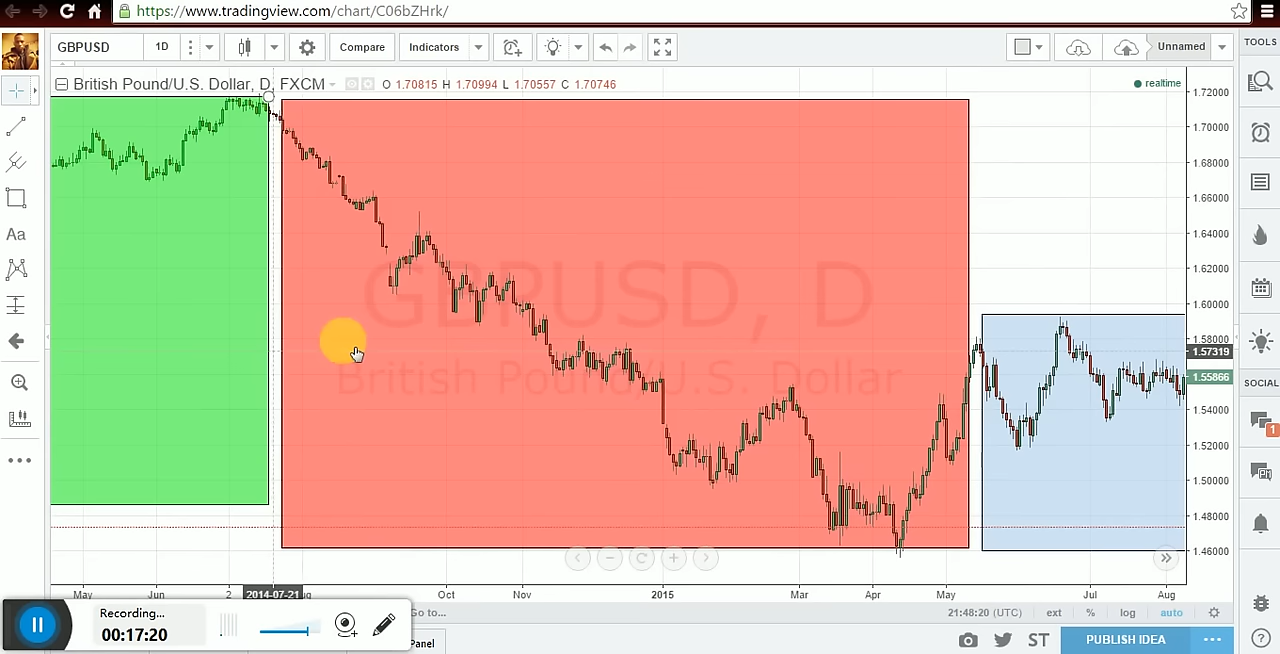 https://www.tradingview.com/chart/C06bZHrk/
GBPUSD 1D Compare Indicators Unnamed TOOLS
British Pound/U.S. Dollar, D, FXCM O 1.70815 H 1.70994 L 1.70557 C 1.70746 realtime
1.72000
1.70000
1.68000
1.66000
1.64000
1.62000
1.60000
1.58000
1.57319
1.55866
1.54000
1.52000
1.50000
1.48000
1.46000
GBPUSD, D
British Pound/U.S. Dollar
SOCIAL
1
May Jun 2 2014-07-21 ug Oct Nov 2015 Mar Apr May Jul Aug
Go to... 21:48:20 (UTC) ext % log auto
Recording...
00:17:20
Panel ST PUBLISH IDEA
Aa